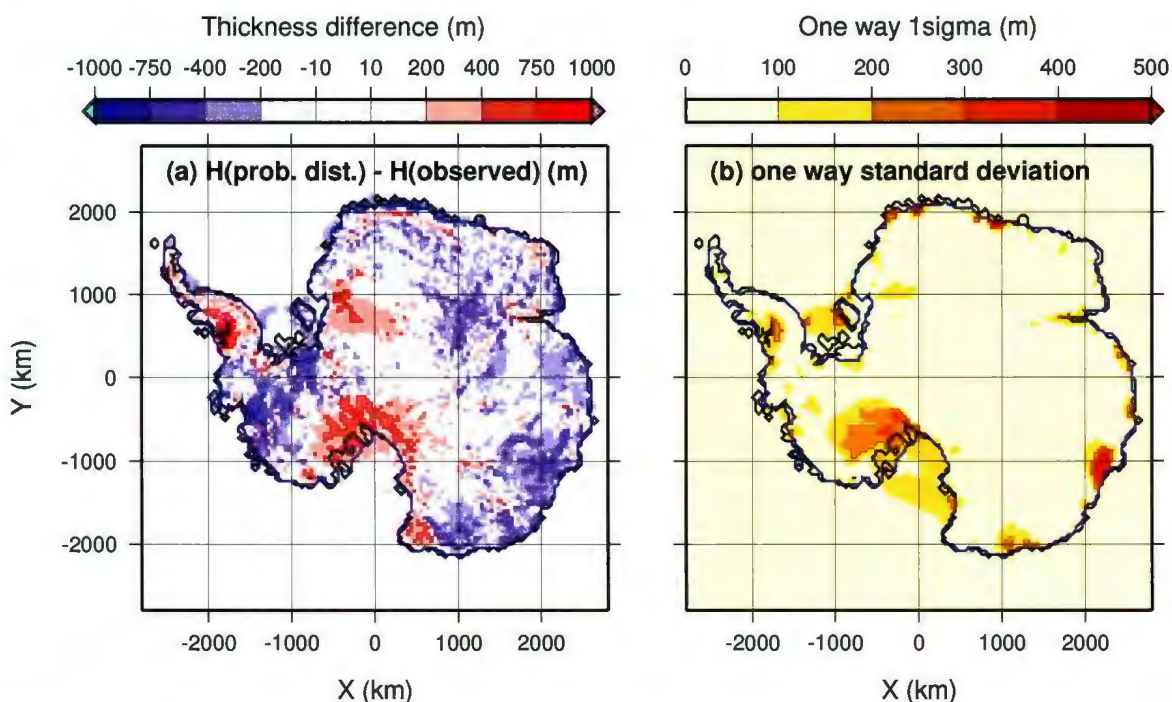 Thickness difference (m)
-1000 -750 -400 -200 -10 10 200 400 750 1000
One way 1sigma (m)
0 100 200 300 400 500
(a) H(prob. dist.) - H(observed) (m)
(b) one way standard deviation
2000
1000
0
-1000
-2000
Y (km)
-2000 -1000 0 1000 2000
X (km)
-2000 -1000 0 1000 2000
X (km)